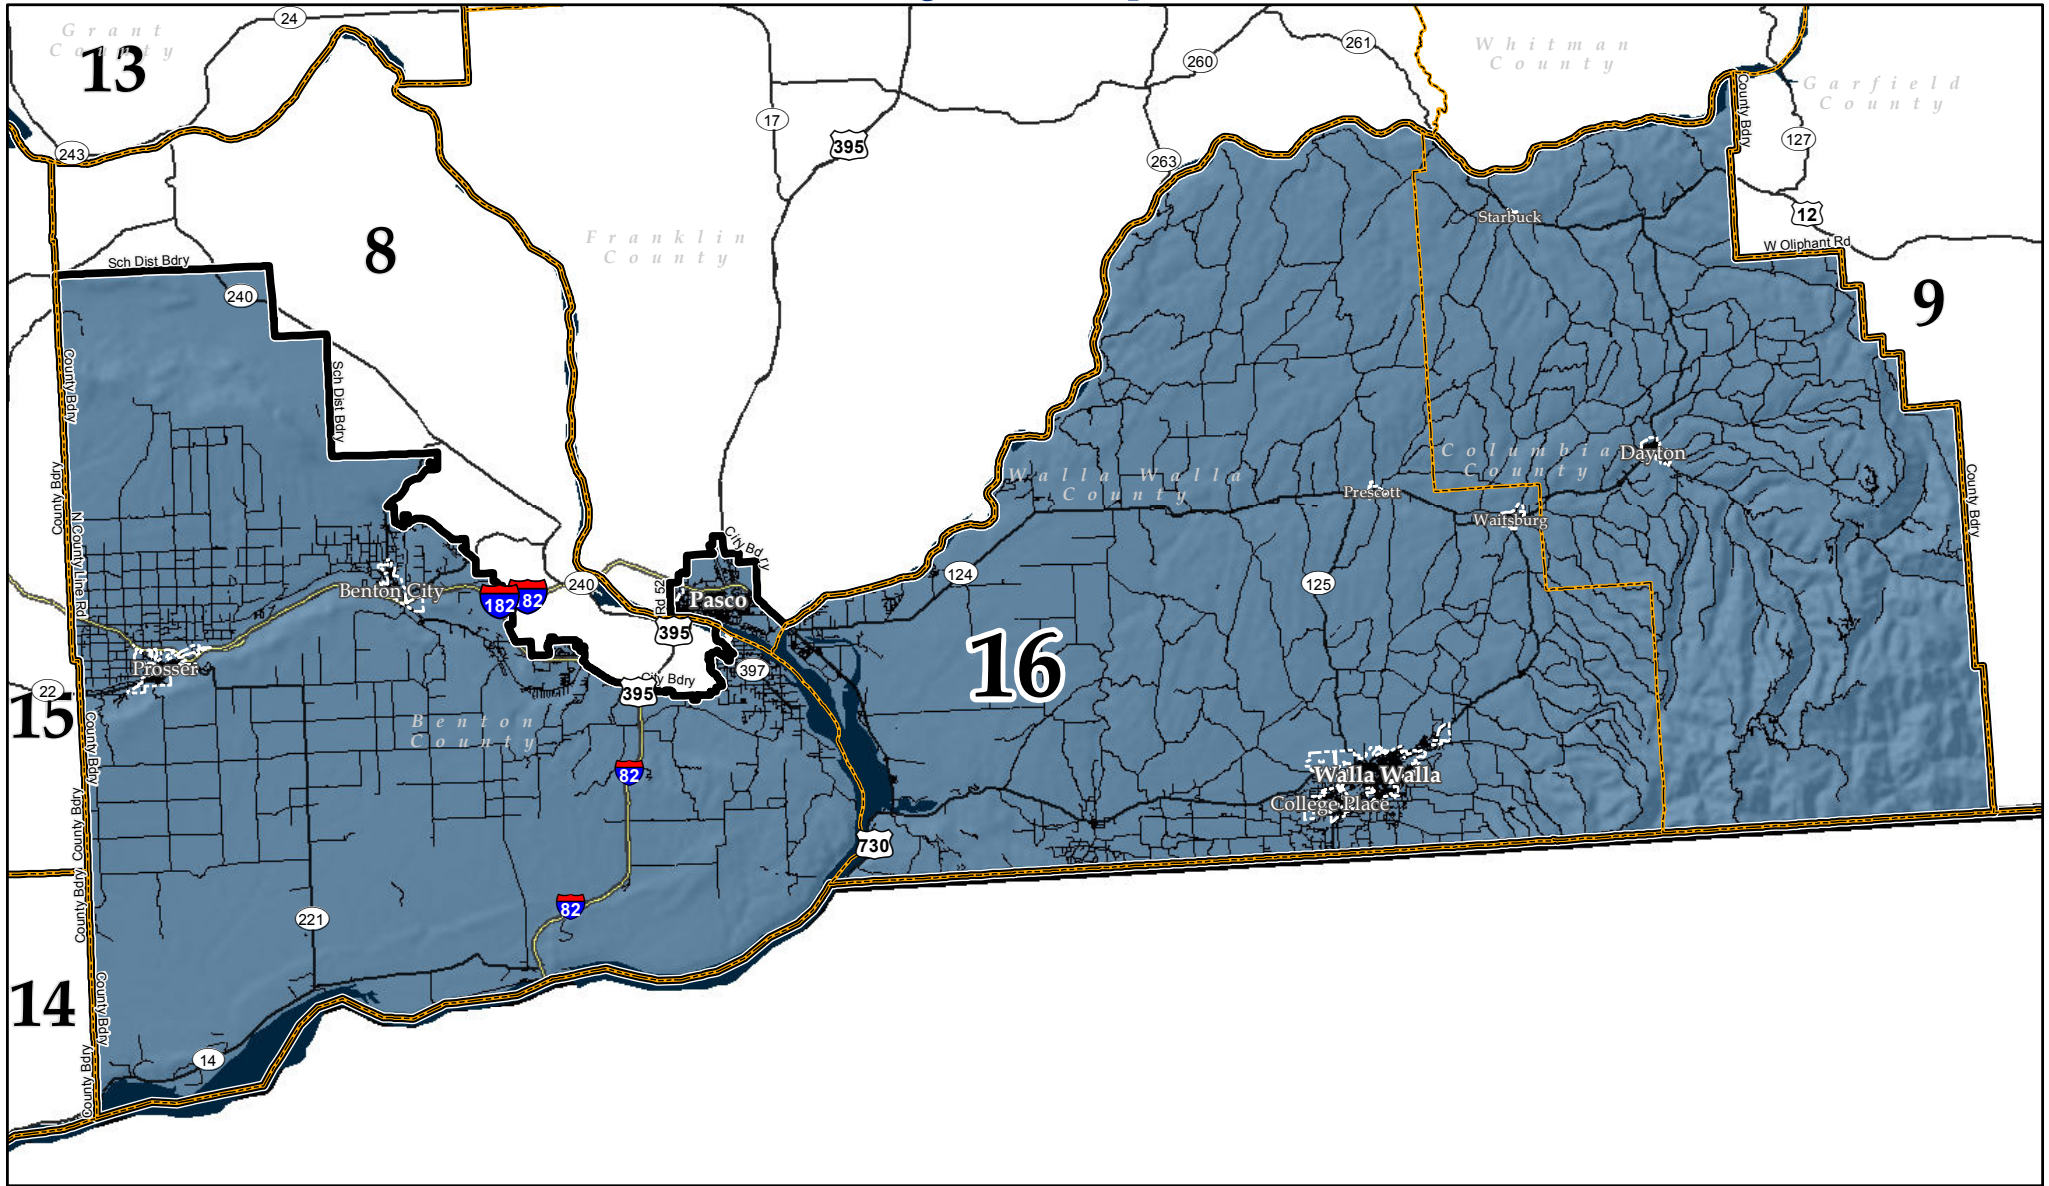 Grant
County
13
24
243
Sch Dist Bdry
240
8
Franklin
County
17
395
260
261
263
Whitman
County
Garfield
County
County Bdry
127
12
W Oliphant Rd
9
Starbuck
County Bdry
Sch Dist Bdry
County Bdry
N County Line Rd
Walla Walla
County
Columbia
County
Dayton
Prescott
Waitsburg
County Bdry
City Bdry
124
125
Benton City
182
82
240
Rd 52
Pasco
395
397
City Bdry
395
16
Prosser
22
15
County Bdry
Benton
County
82
Walla Walla
College Place
County Bdry
730
County Bdry
82
221
14
County Bdry
14
County Bdry